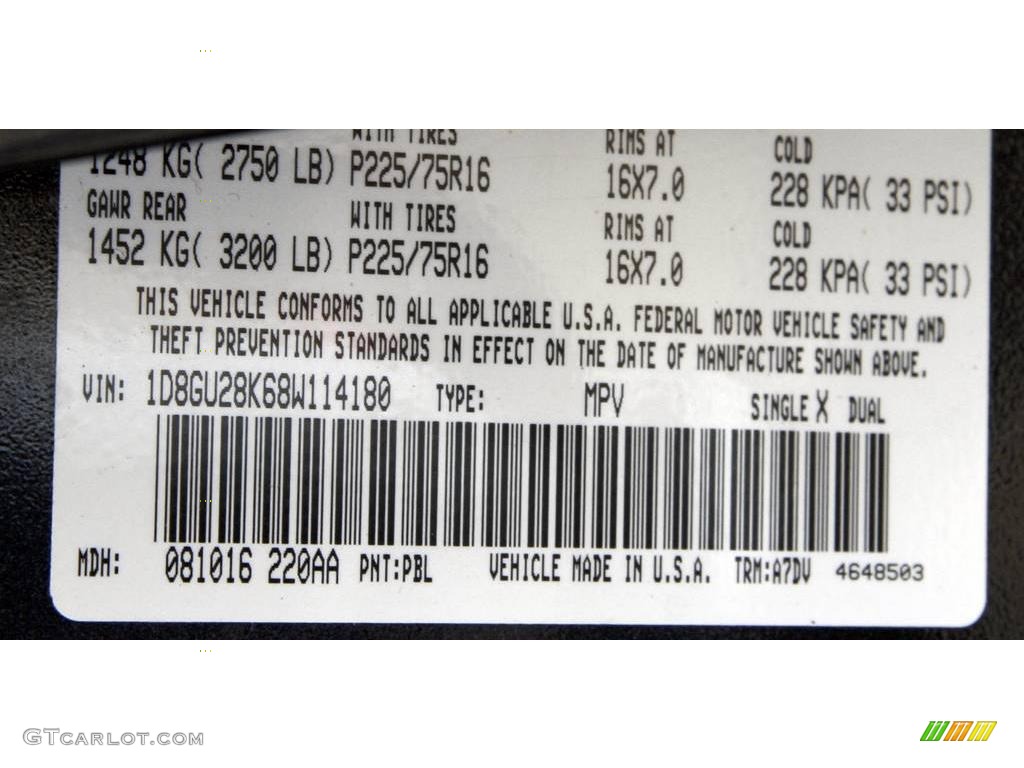 WITH TIRES RIMS AT COLD
1248 KG( 2750 LB) P225/75R16 16X7.0 228 KPA( 33 PSI)
GAWR REAR WITH TIRES RIMS AT COLD
1452 KG( 3200 LB) P225/75R16 16X7.0 228 KPA( 33 PSI)
THIS VEHICLE CONFORMS TO ALL APPLICABLE U.S.A. FEDERAL MOTOR VEHICLE SAFETY AND
THEFT PREVENTION STANDARDS IN EFFECT ON THE DATE OF MANUFACTURE SHOWN ABOVE.
VIN: 1D8GU28K68W114180 TYPE: MPV SINGLE X DUAL
MDH: 081016 220AA PNT:PBL VEHICLE MADE IN U.S.A. TRM:A7DV 4648503
GTCARLOT.COM